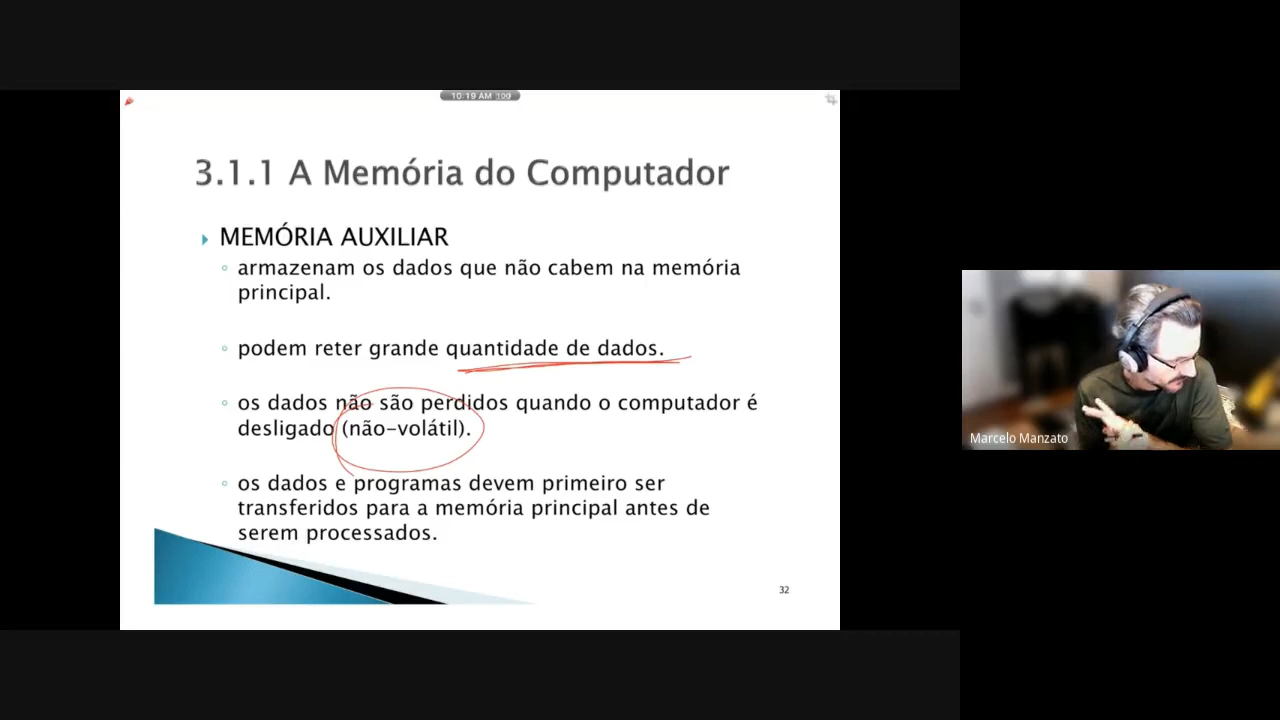 10:19 AM 100
3.1.1 A Memória do Computador
MEMÓRIA AUXILIAR
armazenam os dados que não cabem na memória
principal.
podem reter grande quantidade de dados.
os dados não são perdidos quando o computador é
desligado (não-volátil).
os dados e programas devem primeiro ser
transferidos para a memória principal antes de
serem processados.
32
Marcelo Manzato